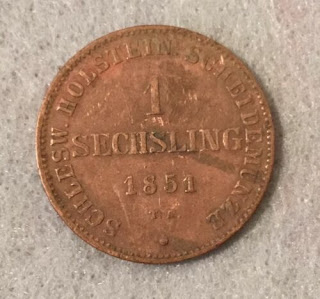 SCHLESW. HOLSTEIN. SCHEIDEMÜNZE
1
SECHSLING
1851